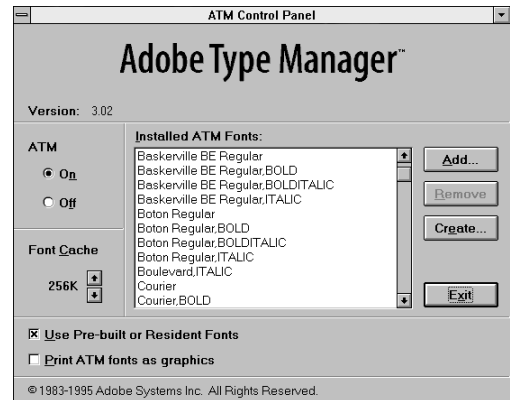 ATM Control Panel
Adobe Type Manager™
Version: 3.02
ATM
On
Off
Font Cache
256K
Installed ATM Fonts:
Baskerville BE Regular
Baskerville BE Regular,BOLD
Baskerville BE Regular,BOLDITALIC
Baskerville BE Regular,ITALIC
Boton Regular
Boton Regular,BOLD
Boton Regular,BOLDITALIC
Boton Regular,ITALIC
Boulevard,ITALIC
Courier
Courier,BOLD
Add...
Remove
Create...
Exit
Use Pre-built or Resident Fonts
Print ATM fonts as graphics
© 1983-1995 Adobe Systems Inc. All Rights Reserved.